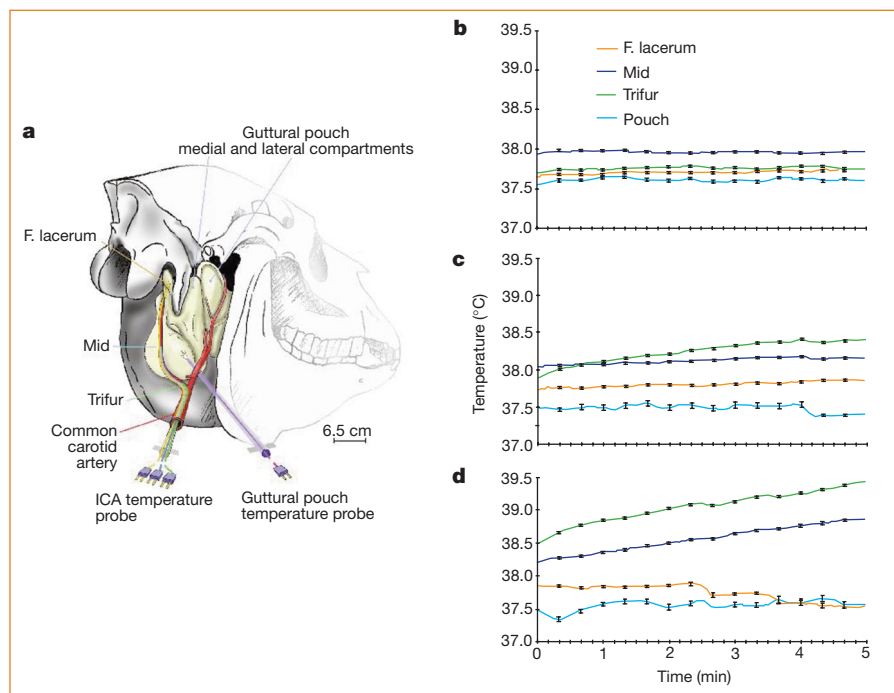 a
Guttural pouch
medial and lateral compartments
F. lacerum
Mid
Trifur
Common
carotid
artery
ICA temperature
probe
Guttural pouch
temperature probe
6.5 cm
b
39.5
39.0
38.5
38.0
37.5
37.0
F. lacerum
Mid
Trifur
Pouch
c
39.5
39.0
38.5
38.0
37.5
37.0
Temperature (°C)
d
39.5
39.0
38.5
38.0
37.5
37.0
0 1 2 3 4 5
Time (min)